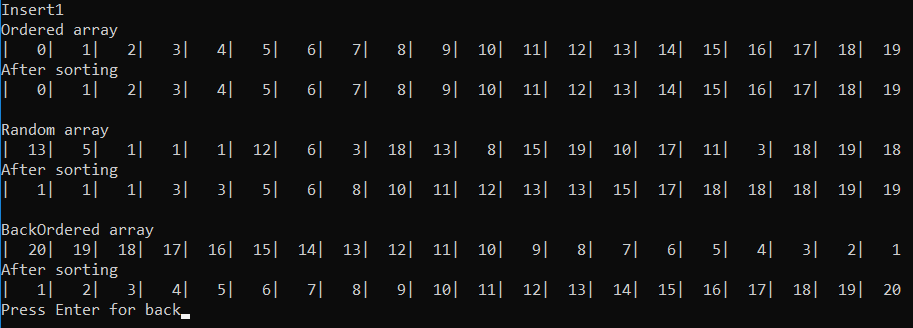 Insert1
Ordered array
|   0|   1|   2|   3|   4|   5|   6|   7|   8|   9|  10|  11|  12|  13|  14|  15|  16|  17|  18|  19
After sorting
|   0|   1|   2|   3|   4|   5|   6|   7|   8|   9|  10|  11|  12|  13|  14|  15|  16|  17|  18|  19
Random array
|  13|   5|   1|   1|   1|  12|   6|   3|  18|  13|   8|  15|  19|  10|  17|  11|   3|  18|  19|  18
After sorting
|   1|   1|   1|   3|   3|   5|   6|   8|  10|  11|  12|  13|  13|  15|  17|  18|  18|  18|  19|  19
BackOrdered array
|  20|  19|  18|  17|  16|  15|  14|  13|  12|  11|  10|   9|   8|   7|   6|   5|   4|   3|   2|   1
After sorting
|   1|   2|   3|   4|   5|   6|   7|   8|   9|  10|  11|  12|  13|  14|  15|  16|  17|  18|  19|  20
Press Enter for back